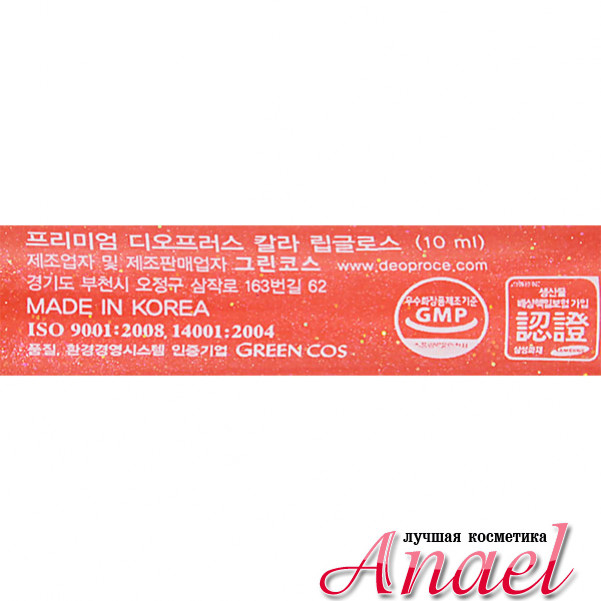 프리미엄 디오프러스 칼라 립글로스 (10 ml)
제조업자 및 제조판매업자 그린코스 www.deoproce.com
경기도 부천시 오정구 삼작로 163번길 62
MADE IN KOREA
ISO 9001:2008, 14001:2004
품질, 환경경영시스템 인증기업 GREEN COS
우수화장품제조기준
GMP
생산물
배상책임보험 가입
認證
삼성화재
SAMSUNG
лучшая косметика
Anael